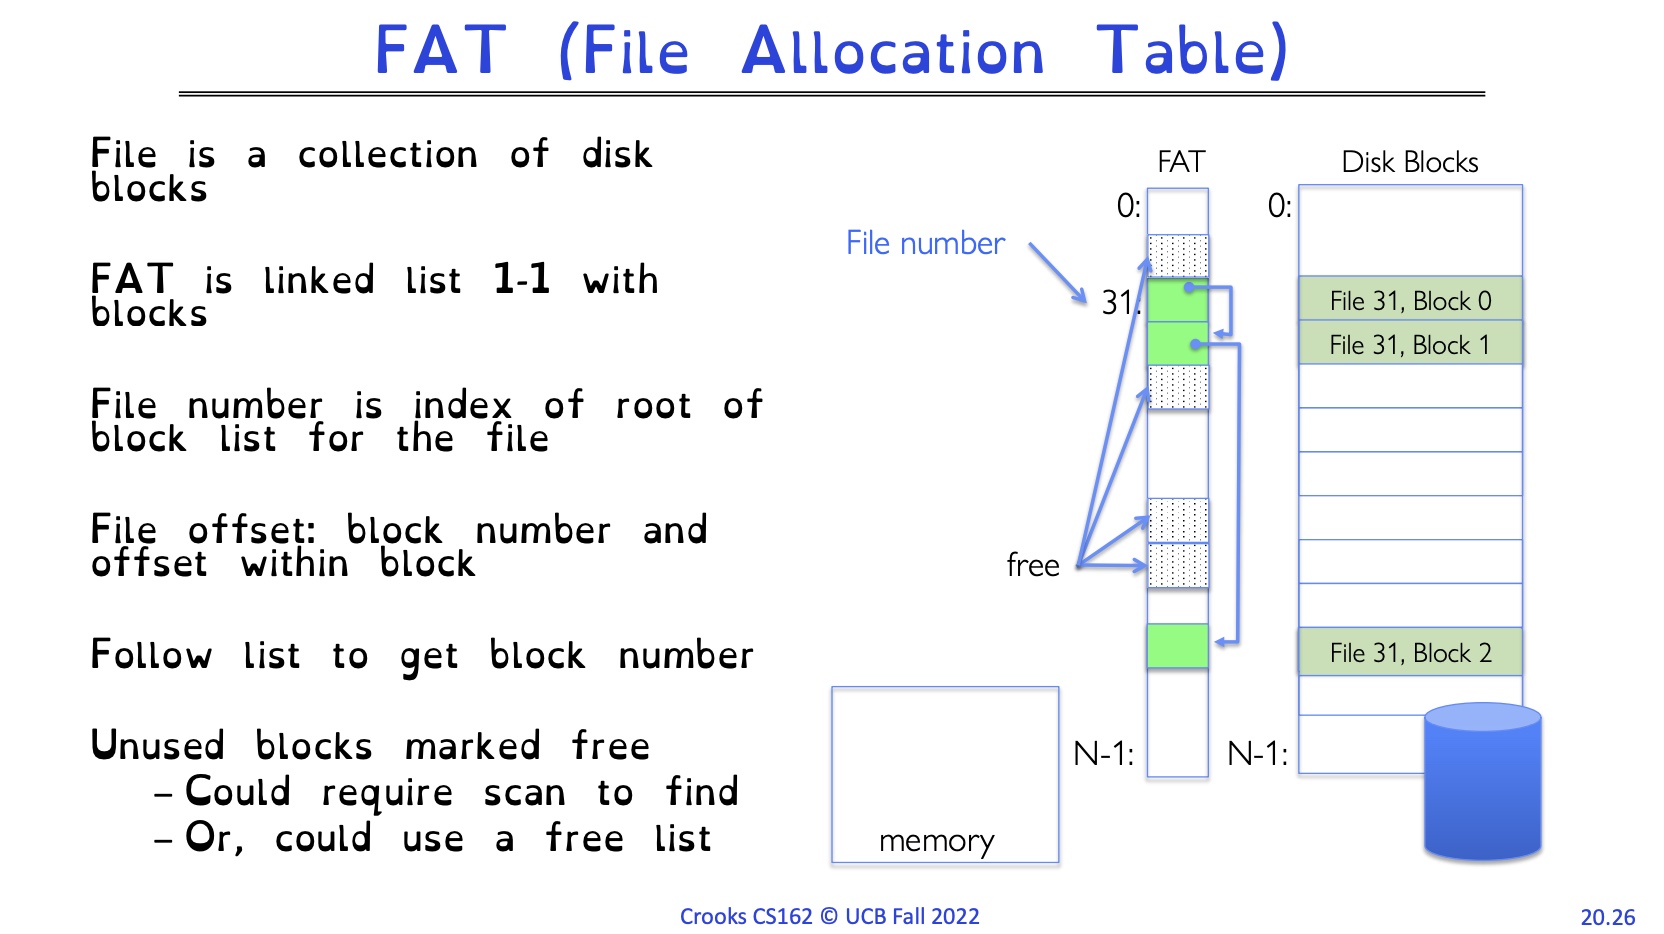 FAT (File Allocation Table)
File is a collection of disk
blocks
FAT is linked list 1-1 with
blocks
File number is index of root of
block list for the file
File offset: block number and
offset within block
Follow list to get block number
Unused blocks marked free
– Could require scan to find
– Or, could use a free list
FAT
Disk Blocks
0:
0:
File number
31:
File 31, Block 0
File 31, Block 1
free
File 31, Block 2
N-1:
N-1:
memory
Crooks CS162 © UCB Fall 2022
20.26